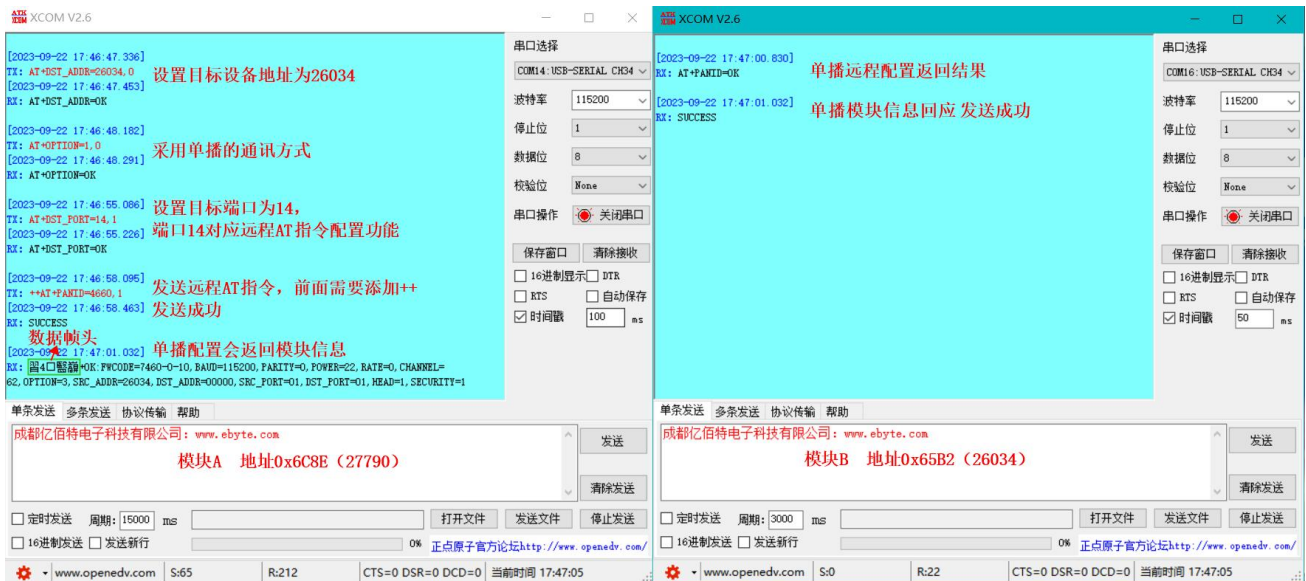 XCOM V2.6
[2023-09-22 17:46:47.336]
TX: AT+DST_ADDR=26034,0
设置目标设备地址为26034
[2023-09-22 17:46:47.453]
RX: AT+DST_ADDR=OK
[2023-09-22 17:46:48.182]
TX: AT+OPTION=1,0
采用单播的通讯方式
[2023-09-22 17:46:48.291]
RX: AT+OPTION=OK
[2023-09-22 17:46:55.086]
设置目标端口为14，
TX: AT+DST_PORT=14,1
[2023-09-22 17:46:55.226]
端口14对应远程AT指令配置功能
RX: AT+DST_PORT=OK
[2023-09-22 17:46:58.095]
发送远程AT指令，前面需要添加++
TX: ++AT+PANID=4660,1
[2023-09-22 17:46:58.463]
发送成功
RX: SUCCESS
数据帧头
[2023-09-22 17:47:01.032]
单播配置会返回模块信息
RX: +OK:FWCODE=7460-0-10, BAUD=115200, PARITY=0, POWER=22, RATE=0, CHANNEL=
62, OPTION=3, SRC_ADDR=26034, DST_ADDR=00000, SRC_PORT=01, DST_PORT=01, HEAD=1, SECURITY=1
串口选择
COM14:USB-SERIAL CH34
波特率 115200
停止位 1
数据位 8
校验位 None
串口操作 关闭串口
保存窗口 清除接收
16进制显示 DTR
RTS 自动保存
时间戳 100 ms
单条发送 多条发送 协议传输 帮助
成都亿佰特电子科技有限公司：www.ebyte.com
模块A 地址0x6C8E（27790）
发送
清除发送
定时发送 周期: 15000 ms 打开文件 发送文件 停止发送
16进制发送 发送新行 0% 正点原子官方论坛http://www.openedv.com/
www.openedv.com S:65 R:212 CTS=0 DSR=0 DCD=0 当前时间 17:47:05
XCOM V2.6
[2023-09-22 17:47:00.830]
RX: AT+PANID=OK
单播远程配置返回结果
[2023-09-22 17:47:01.032]
RX: SUCCESS
单播模块信息回应 发送成功
串口选择
COM16:USB-SERIAL CH34
波特率 115200
停止位 1
数据位 8
校验位 None
串口操作 关闭串口
保存窗口 清除接收
16进制显示 DTR
RTS 自动保存
时间戳 50 ms
单条发送 多条发送 协议传输 帮助
成都亿佰特电子科技有限公司：www.ebyte.com
模块B 地址0x65B2（26034）
发送
清除发送
定时发送 周期: 3000 ms 打开文件 发送文件 停止发送
16进制发送 发送新行 0% 正点原子官方论坛http://www.openedv.com/
www.openedv.com S:0 R:22 CTS=0 DSR=0 DCD=0 当前时间 17:47:05